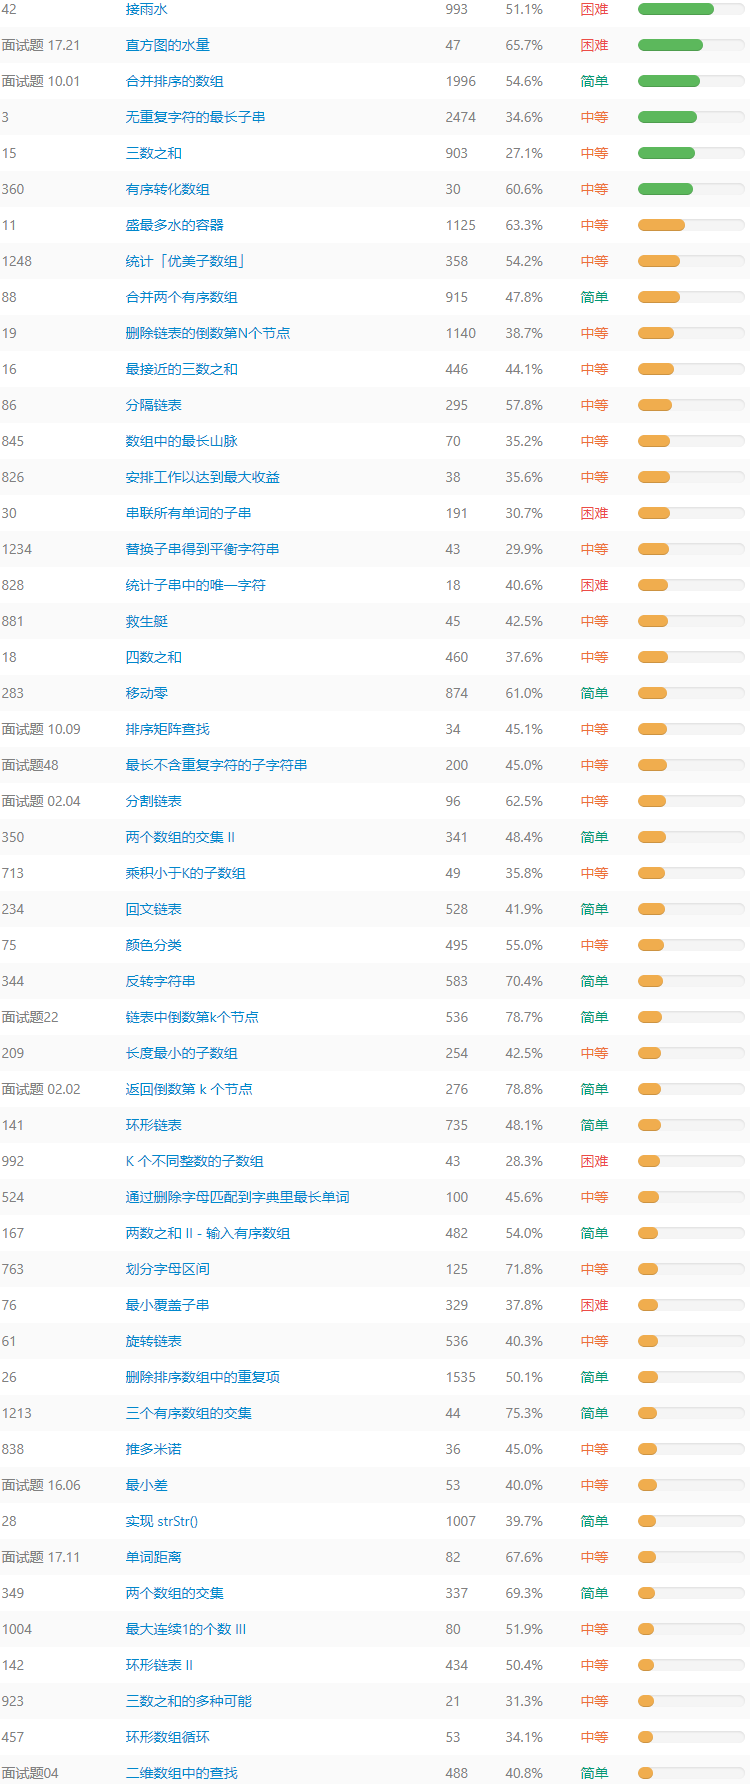 42 接雨水 993 51.1% 困难
面试题 17.21 直方图的水量 47 65.7% 困难
面试题 10.01 合并排序的数组 1996 54.6% 简单
3 无重复字符的最长子串 2474 34.6% 中等
15 三数之和 903 27.1% 中等
360 有序转化数组 30 60.6% 中等
11 盛最多水的容器 1125 63.3% 中等
1248 统计「优美子数组」 358 54.2% 中等
88 合并两个有序数组 915 47.8% 简单
19 删除链表的倒数第N个节点 1140 38.7% 中等
16 最接近的三数之和 446 44.1% 中等
86 分隔链表 295 57.8% 中等
845 数组中的最长山脉 70 35.2% 中等
826 安排工作以达到最大收益 38 35.6% 中等
30 串联所有单词的子串 191 30.7% 困难
1234 替换子串得到平衡字符串 43 29.9% 中等
828 统计子串中的唯一字符 18 40.6% 困难
881 救生艇 45 42.5% 中等
18 四数之和 460 37.6% 中等
283 移动零 874 61.0% 简单
面试题 10.09 排序矩阵查找 34 45.1% 中等
面试题48 最长不含重复字符的子字符串 200 45.0% 中等
面试题 02.04 分割链表 96 62.5% 中等
350 两个数组的交集 II 341 48.4% 简单
713 乘积小于K的子数组 49 35.8% 中等
234 回文链表 528 41.9% 简单
75 颜色分类 495 55.0% 中等
344 反转字符串 583 70.4% 简单
面试题22 链表中倒数第k个节点 536 78.7% 简单
209 长度最小的子数组 254 42.5% 中等
面试题 02.02 返回倒数第 k 个节点 276 78.8% 简单
141 环形链表 735 48.1% 简单
992 K 个不同整数的子数组 43 28.3% 困难
524 通过删除字母匹配到字典里最长单词 100 45.6% 中等
167 两数之和 II - 输入有序数组 482 54.0% 简单
763 划分字母区间 125 71.8% 中等
76 最小覆盖子串 329 37.8% 困难
61 旋转链表 536 40.3% 中等
26 删除排序数组中的重复项 1535 50.1% 简单
1213 三个有序数组的交集 44 75.3% 简单
838 推多米诺 36 45.0% 中等
面试题 16.06 最小差 53 40.0% 中等
28 实现 strStr() 1007 39.7% 简单
面试题 17.11 单词距离 82 67.6% 中等
349 两个数组的交集 337 69.3% 简单
1004 最大连续1的个数 III 80 51.9% 中等
142 环形链表 II 434 50.4% 中等
923 三数之和的多种可能 21 31.3% 中等
457 环形数组循环 53 34.1% 中等
面试题04 二维数组中的查找 488 40.8% 简单